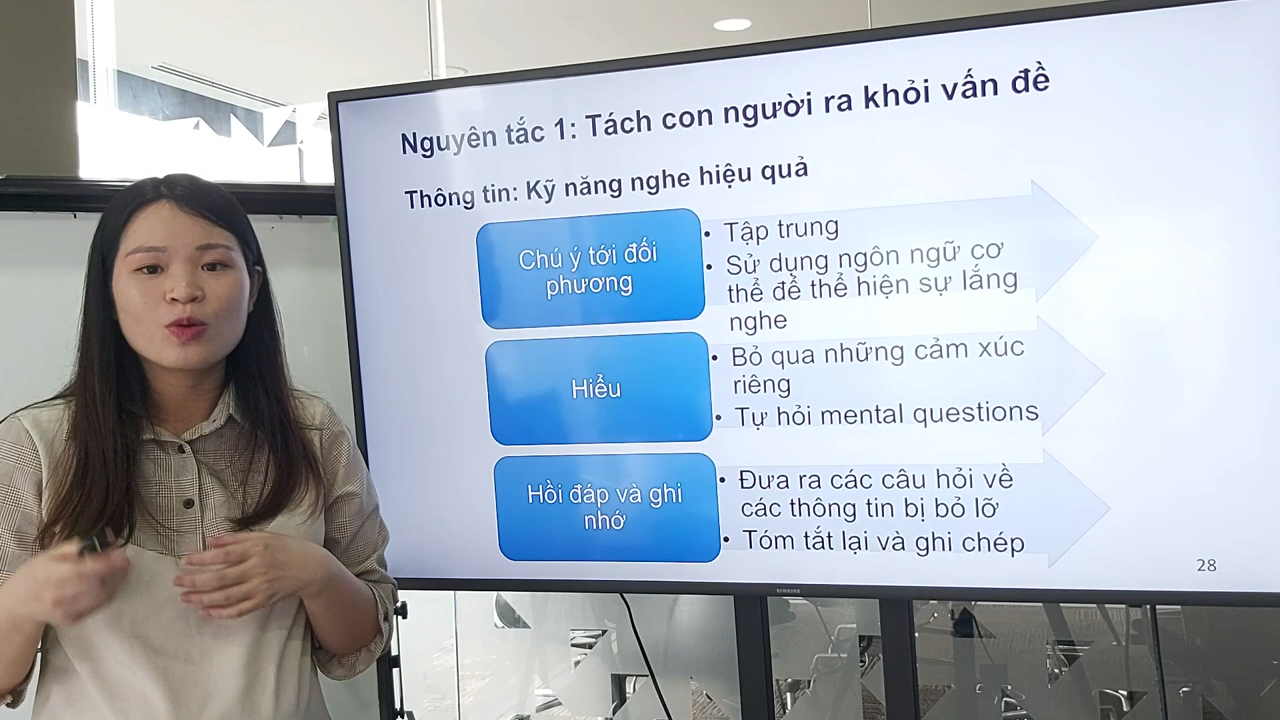 Nguyên tắc 1: Tách con người ra khỏi vấn đề
Thông tin: Kỹ năng nghe hiệu quả
Chú ý tới đối
phương
• Tập trung
• Sử dụng ngôn ngữ cơ
thể để thể hiện sự lắng
nghe
Hiểu
• Bỏ qua những cảm xúc
riêng
• Tự hỏi mental questions
Hồi đáp và ghi
nhớ
• Đưa ra các câu hỏi về
các thông tin bị bỏ lỡ
• Tóm tắt lại và ghi chép
28
SAMSUNG